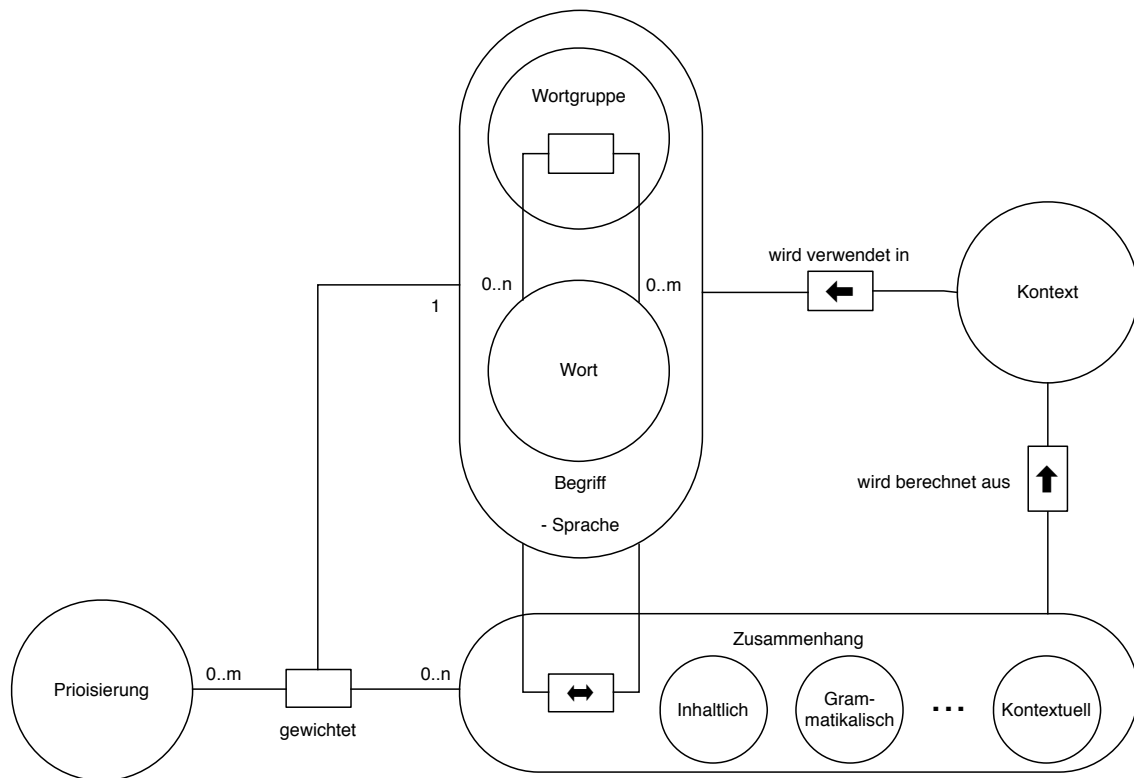 Wortgruppe
wird verwendet in
0..n
0..m
Kontext
1
Wort
wird berechnet aus
Begriff
- Sprache
Zusammenhang
0..m
0..n
Prioisierung
Inhaltlich
Gram-
matikalisch
...
Kontextuell
gewichtet